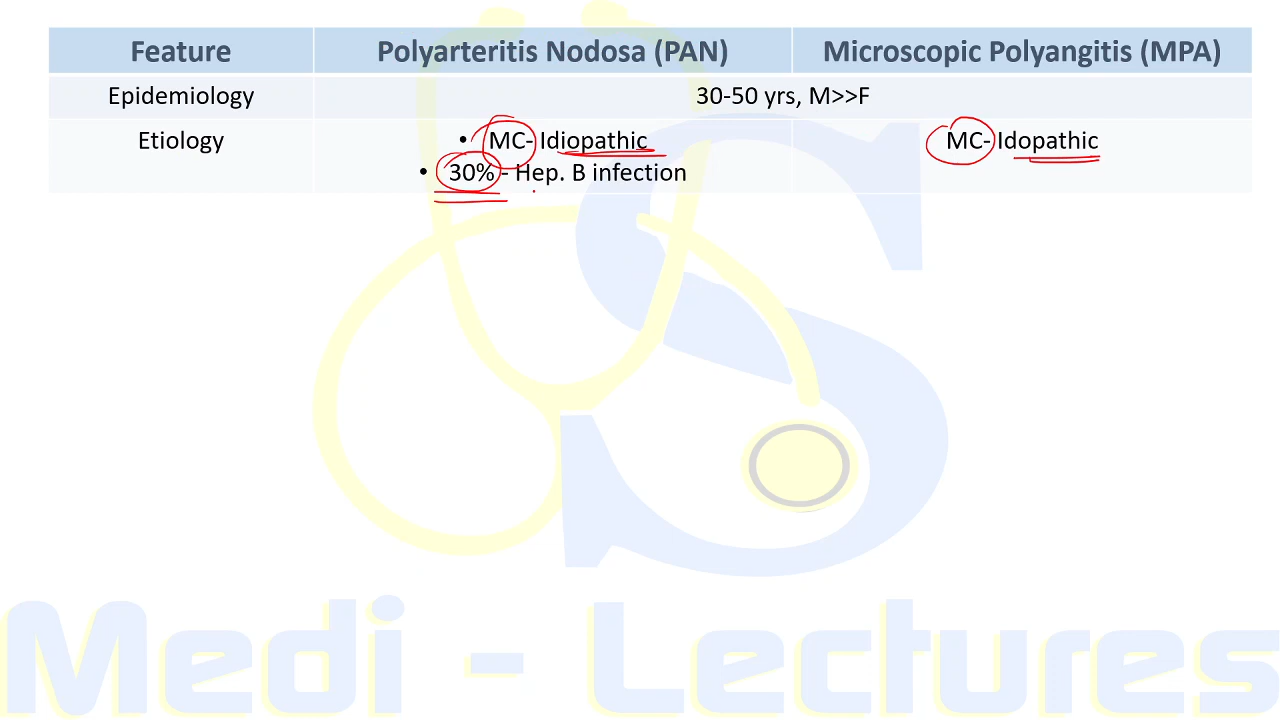 Feature Polyarteritis Nodosa (PAN) Microscopic Polyangitis (MPA)
Epidemiology 30-50 yrs, M>>F
Etiology • MC- Idiopathic MC- Idopathic
• 30% - Hep. B infection
Medi - Lectures